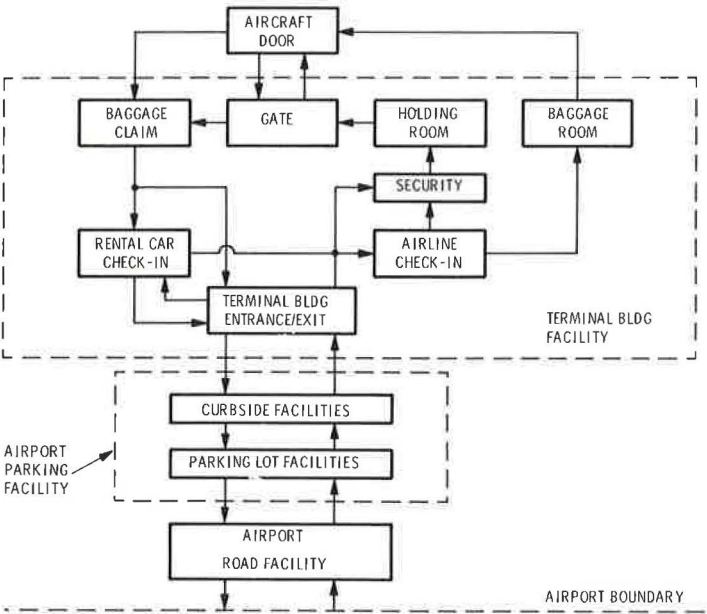 AIRCRAFT
DOOR
BAGGAGE
CLAIM
GATE
HOLDING
ROOM
BAGGAGE
ROOM
SECURITY
RENTAL CAR
CHECK-IN
AIRLINE
CHECK-IN
TERMINAL BLDG
ENTRANCE/EXIT
TERMINAL BLDG
FACILITY
CURBSIDE FACILITIES
AIRPORT
PARKING
FACILITY
PARKING LOT FACILITIES
AIRPORT
ROAD FACILITY
AIRPORT BOUNDARY